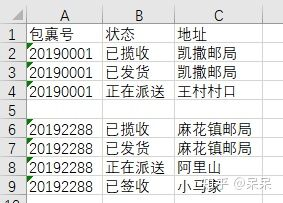 A B C
1 包裹号 状态 地址
2 20190001 已揽收 凯撒邮局
3 20190001 已发货 凯撒邮局
4 20190001 正在派送 王村村口
5
6 20192288 已揽收 麻花镇邮局
7 20192288 已发货 麻花镇邮局
8 20192288 正在派送 阿里山
9 20192288 已签收 小马家
知乎 @呆呆